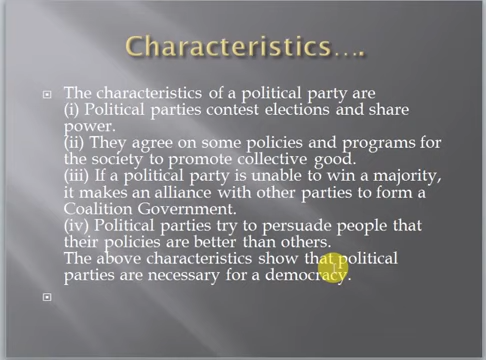 Characteristics….
The characteristics of a political party are
(i) Political parties contest elections and share
power.
(ii) They agree on some policies and programs for
the society to promote collective good.
(iii) If a political party is unable to win a majority,
it makes an alliance with other parties to form a
Coalition Government.
(iv) Political parties try to persuade people that
their policies are better than others.
The above characteristics show that political
parties are necessary for a democracy.